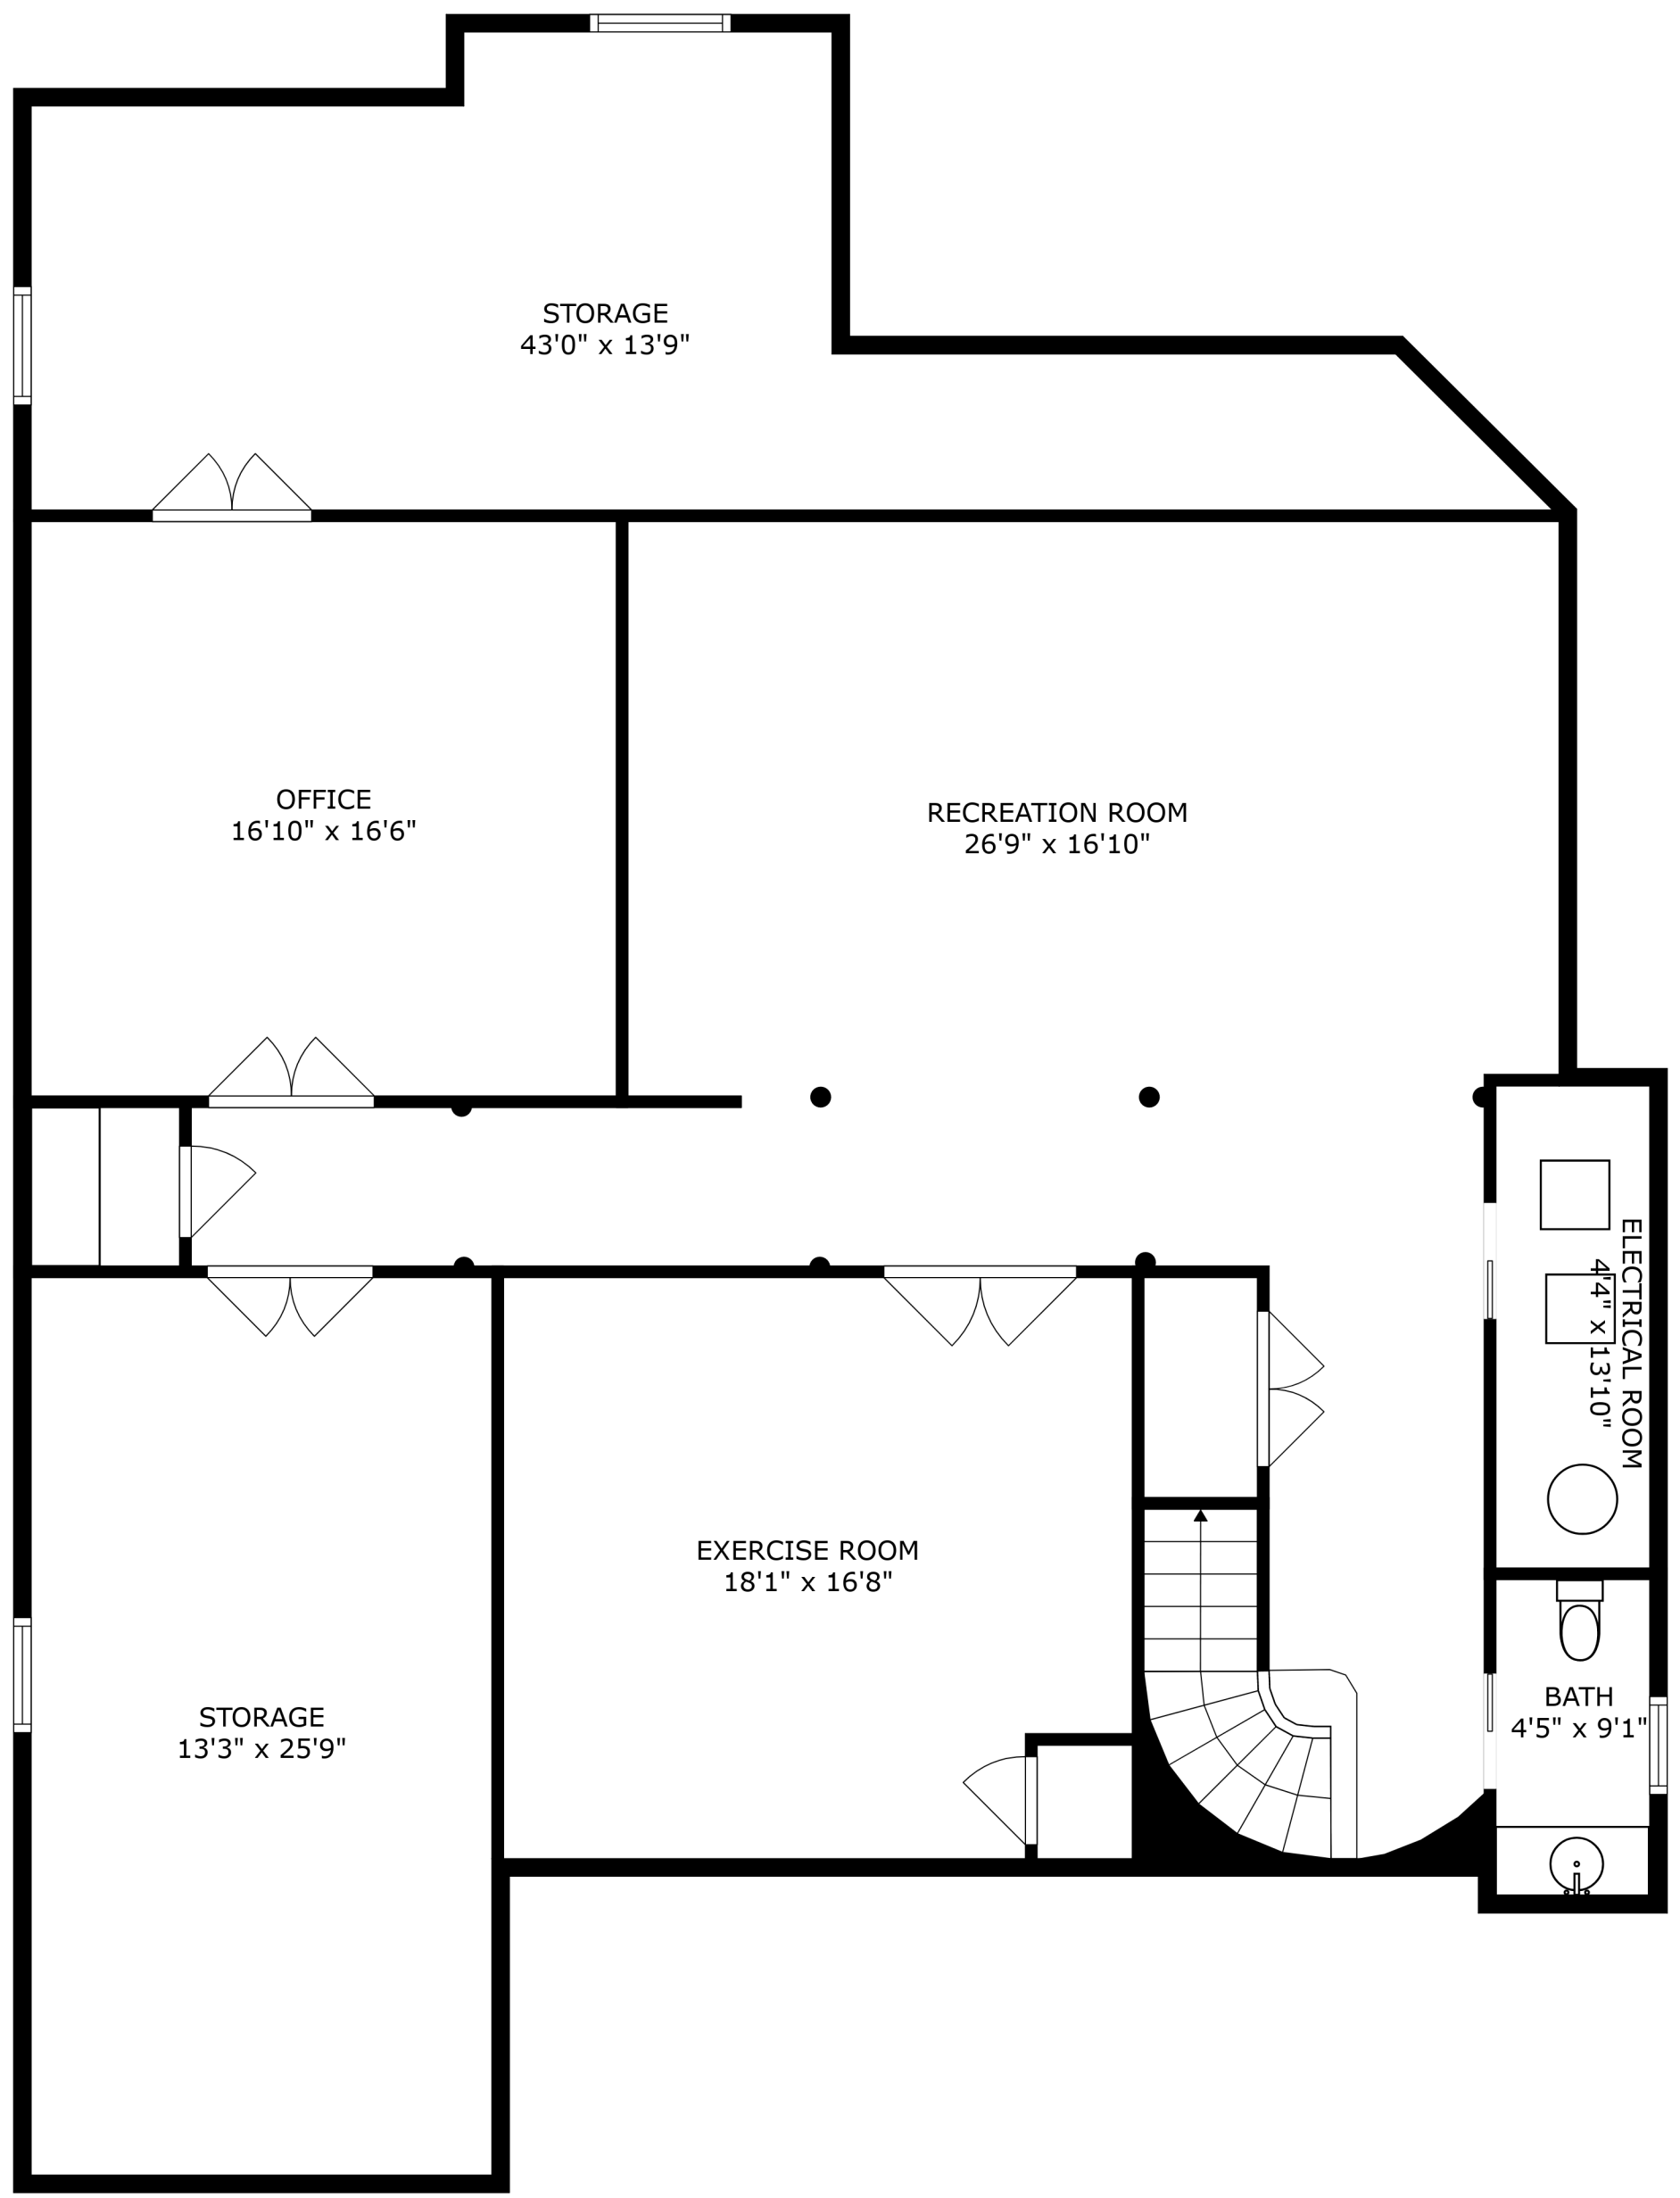 STORAGE
43'0" x 13'9"
OFFICE
16'10" x 16'6"
RECREATION ROOM
26'9" x 16'10"
ELECTRICAL ROOM
4'4" x 13'10"
EXERCISE ROOM
18'1" x 16'8"
STORAGE
13'3" x 25'9"
BATH
4'5" x 9'1"